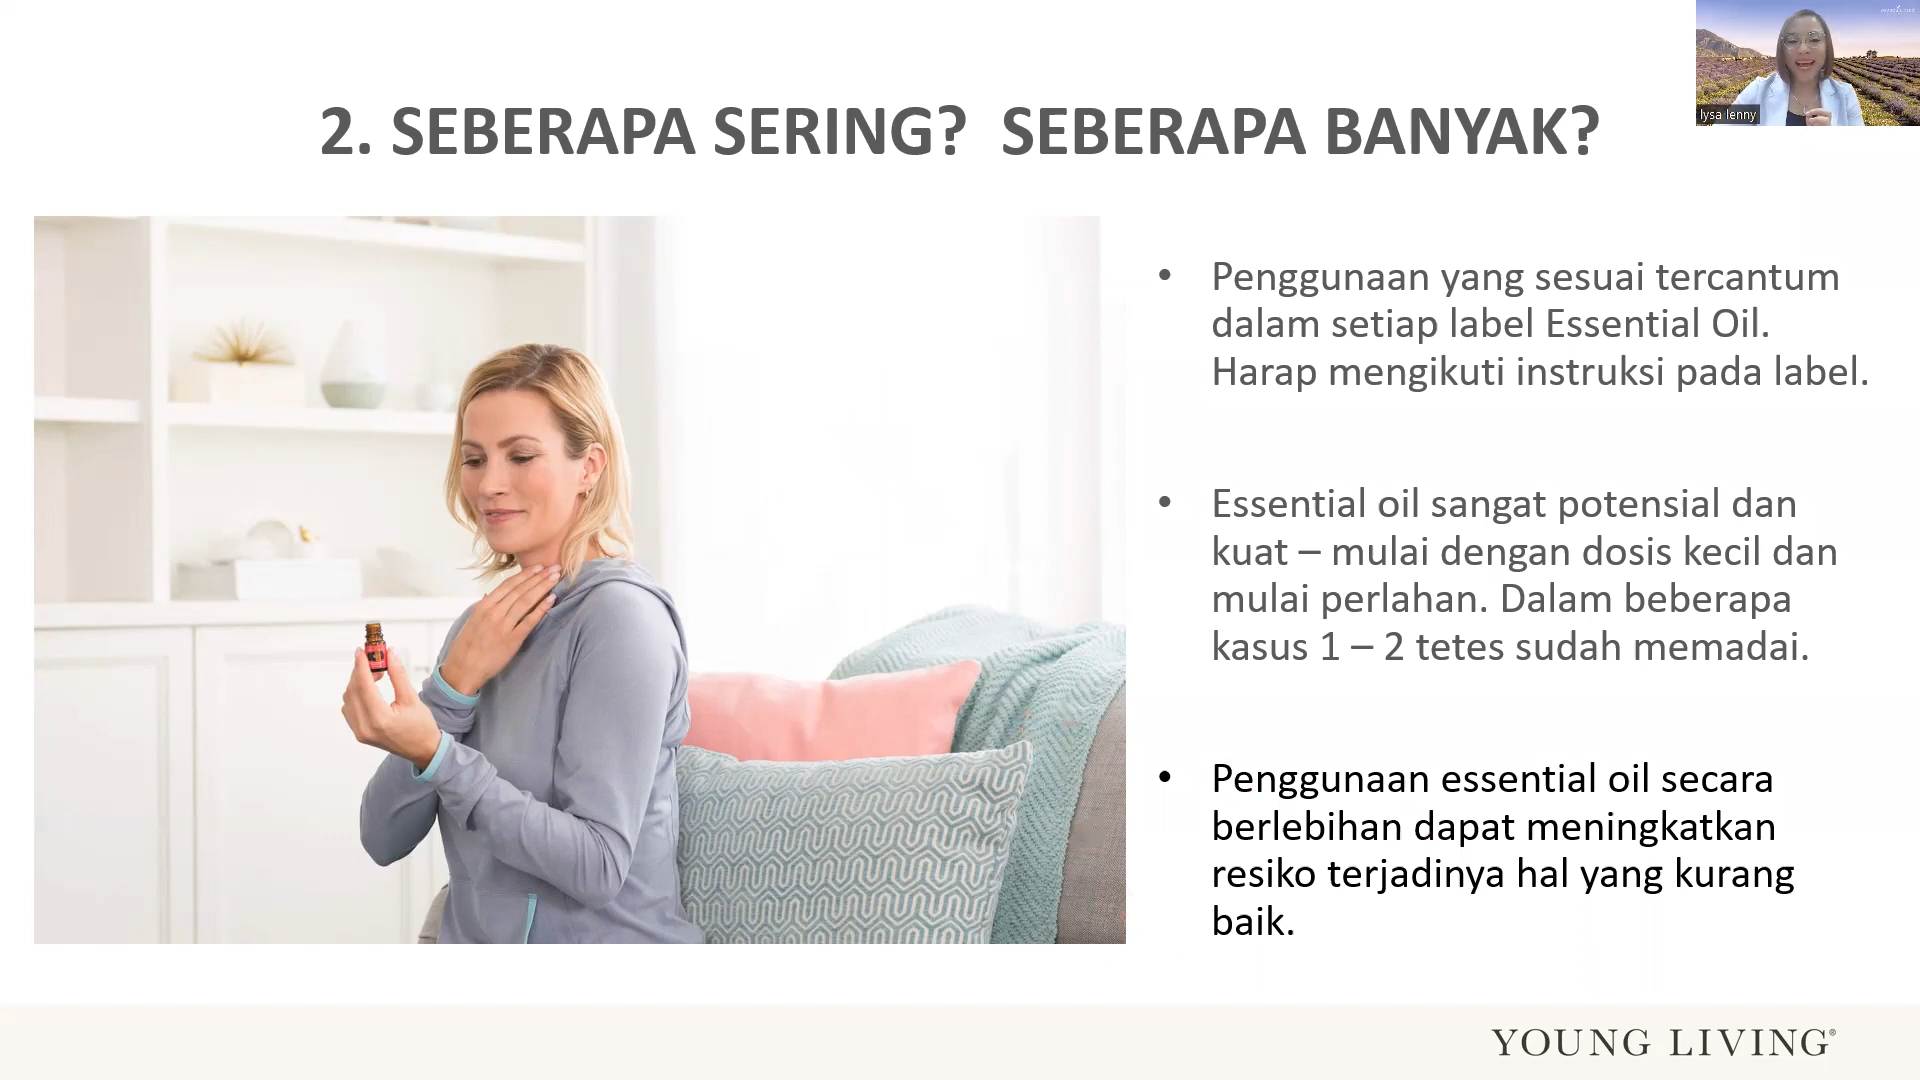 2. SEBERAPA SERING?  SEBERAPA BANYAK?
lysa lenny
• Penggunaan yang sesuai tercantum
dalam setiap label Essential Oil.
Harap mengikuti instruksi pada label.
• Essential oil sangat potensial dan
kuat – mulai dengan dosis kecil dan
mulai perlahan. Dalam beberapa
kasus 1 – 2 tetes sudah memadai.
• Penggunaan essential oil secara
berlebihan dapat meningkatkan
resiko terjadinya hal yang kurang
baik.
YOUNG LIVING®